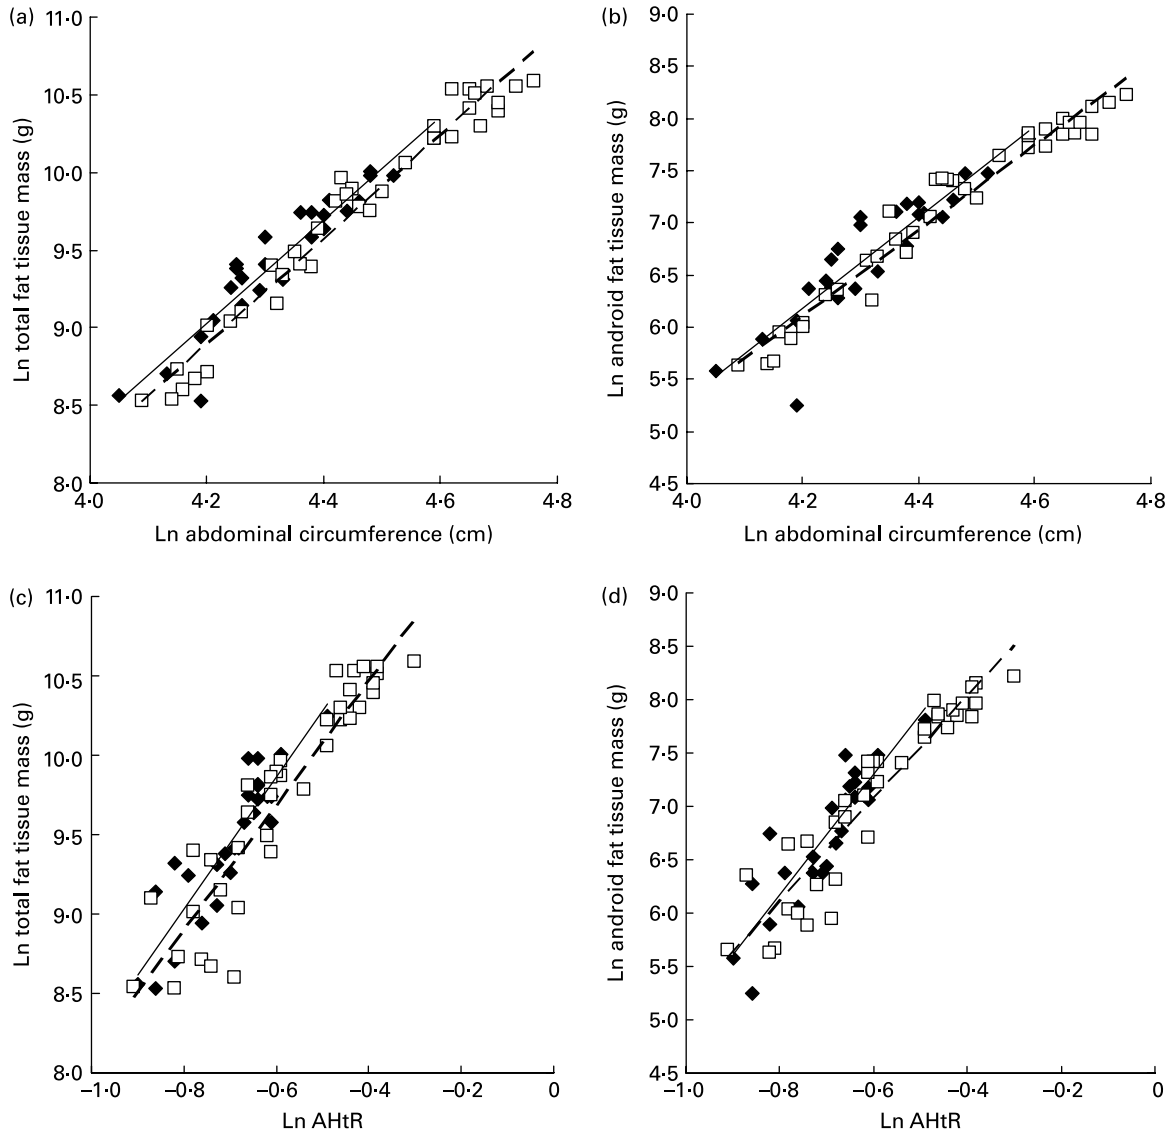 (a)
11·0
10·5
10·0
9·5
9·0
8·5
8·0
Ln total fat tissue mass (g)
4·0 4·2 4·4 4·6 4·8
Ln abdominal circumference (cm)
(b)
9·0
8·5
8·0
7·5
7·0
6·5
6·0
5·5
5·0
4·5
Ln android fat tissue mass (g)
4·0 4·2 4·4 4·6 4·8
Ln abdominal circumference (cm)
(c)
11·0
10·5
10·0
9·5
9·0
8·5
8·0
Ln total fat tissue mass (g)
−1·0 −0·8 −0·6 −0·4 −0·2 0
Ln AHtR
(d)
9·0
8·5
8·0
7·5
7·0
6·5
6·0
5·5
5·0
4·5
Ln android fat tissue mass (g)
−1·0 −0·8 −0·6 −0·4 −0·2 0
Ln AHtR